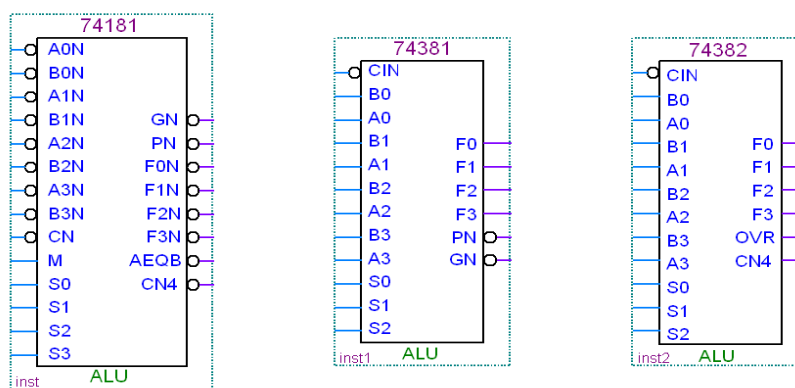 74181
A0N
B0N
A1N
B1N GN
A2N PN
B2N F0N
A3N F1N
B3N F2N
CN F3N
M AEQB
S0 CN4
S1
S2
S3
ALU
inst
74381
CIN
B0
A0
B1 F0
A1 F1
B2 F2
A2 F3
B3 PN
A3 GN
S0
S1
S2
ALU
inst1
74382
CIN
B0
A0
B1 F0
A1 F1
B2 F2
A2 F3
B3 OVR
A3 CN4
S0
S1
S2
ALU
inst2